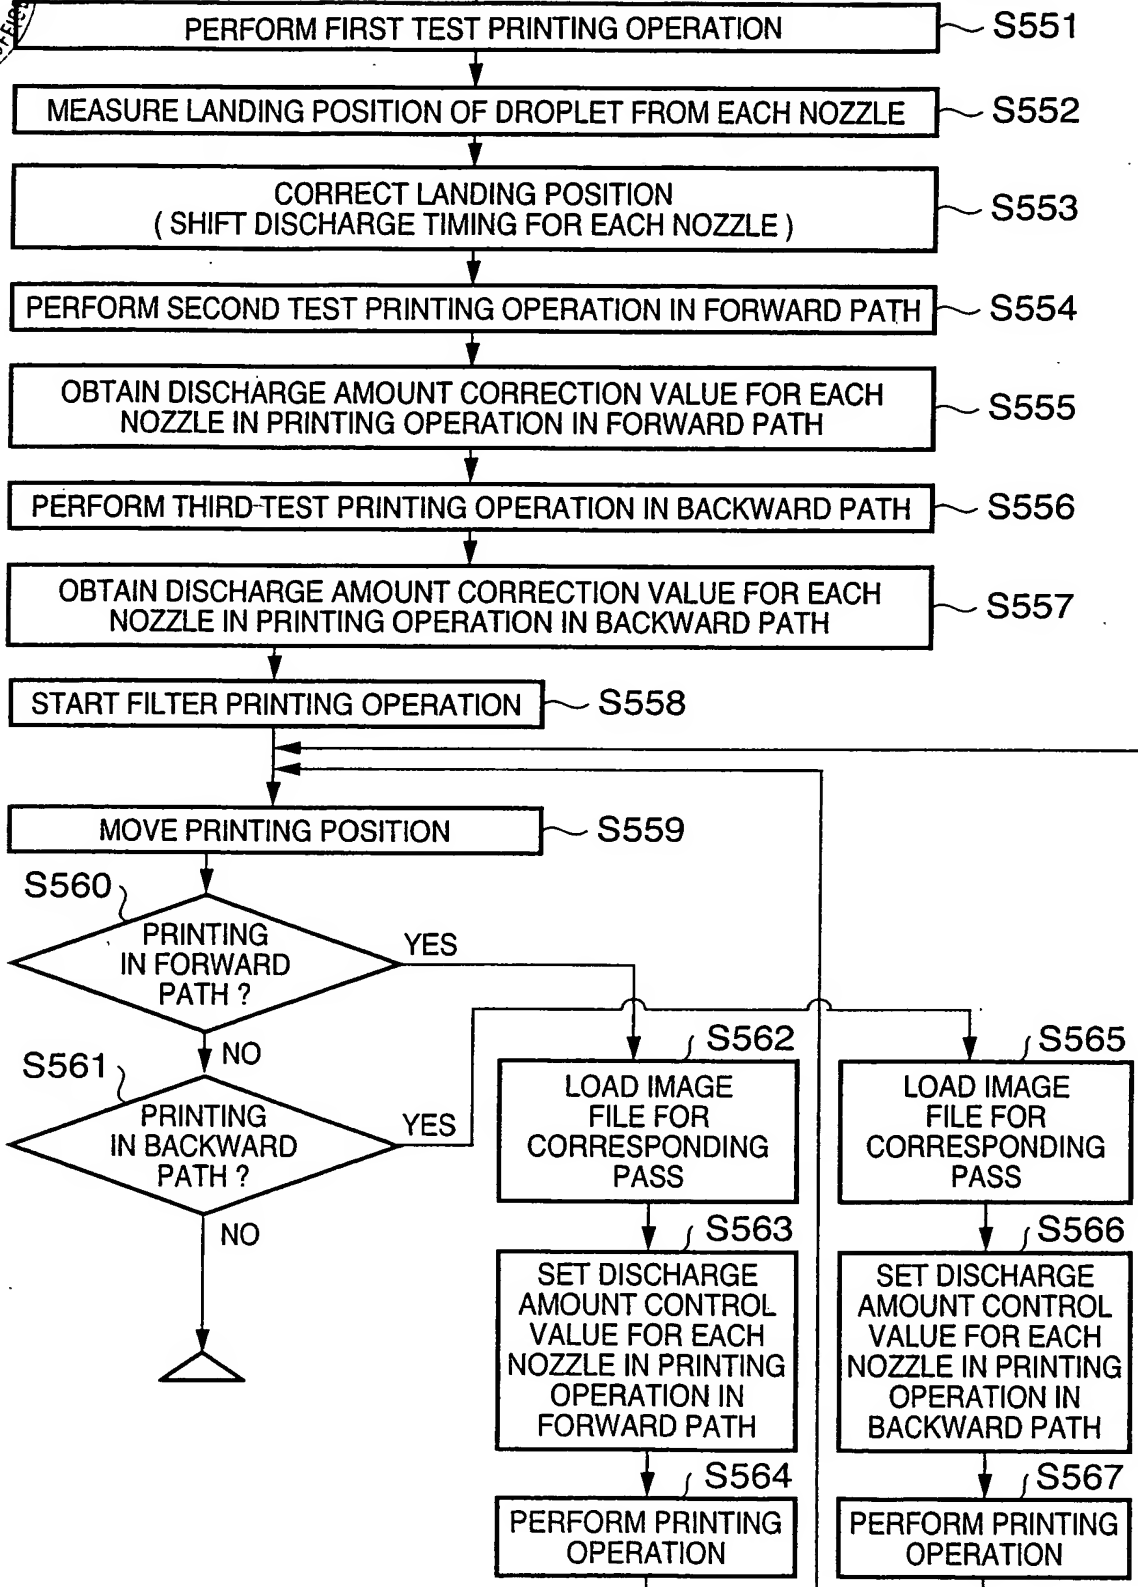 OFFICE
PERFORM FIRST TEST PRINTING OPERATION
S551
MEASURE LANDING POSITION OF DROPLET FROM EACH NOZZLE
S552
CORRECT LANDING POSITION
( SHIFT DISCHARGE TIMING FOR EACH NOZZLE )
S553
PERFORM SECOND TEST PRINTING OPERATION IN FORWARD PATH
S554
OBTAIN DISCHARGE AMOUNT CORRECTION VALUE FOR EACH
NOZZLE IN PRINTING OPERATION IN FORWARD PATH
S555
PERFORM THIRD-TEST PRINTING OPERATION IN BACKWARD PATH
S556
OBTAIN DISCHARGE AMOUNT CORRECTION VALUE FOR EACH
NOZZLE IN PRINTING OPERATION IN BACKWARD PATH
S557
START FILTER PRINTING OPERATION
S558
MOVE PRINTING POSITION
S559
S560
PRINTING
IN FORWARD
PATH ?
YES
NO
S561
PRINTING
IN BACKWARD
PATH ?
YES
NO
S562
LOAD IMAGE
FILE FOR
CORRESPONDING
PASS
S563
SET DISCHARGE
AMOUNT CONTROL
VALUE FOR EACH
NOZZLE IN PRINTING
OPERATION IN
FORWARD PATH
S564
PERFORM PRINTING
OPERATION
S565
LOAD IMAGE
FILE FOR
CORRESPONDING
PASS
S566
SET DISCHARGE
AMOUNT CONTROL
VALUE FOR EACH
NOZZLE IN PRINTING
OPERATION IN
BACKWARD PATH
S567
PERFORM PRINTING
OPERATION